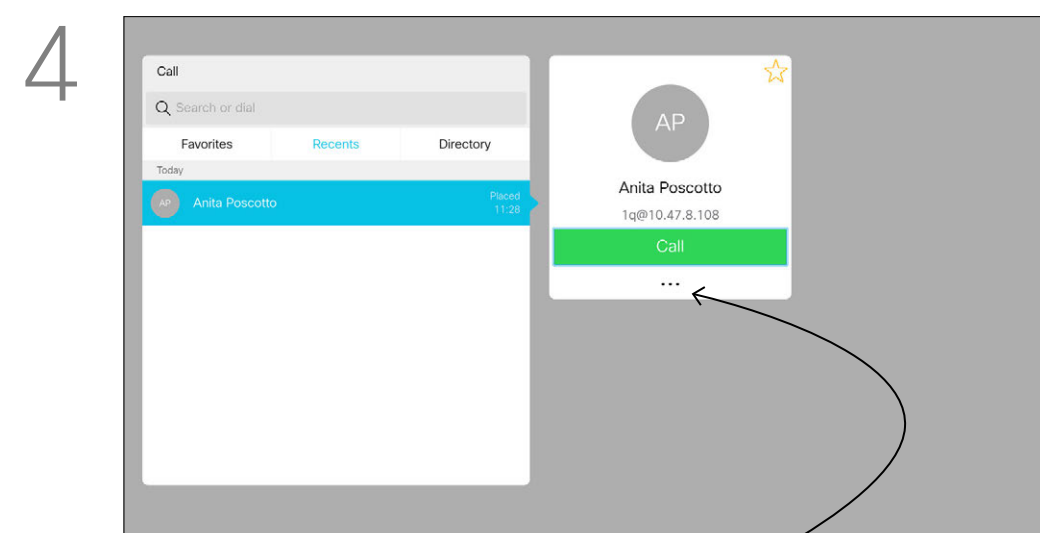 4
Call
Search or dial
Favorites Recents Directory
Today
AP Anita Poscotto Placed
11:28
AP
Anita Poscotto
1q@10.47.8.108
Call
...